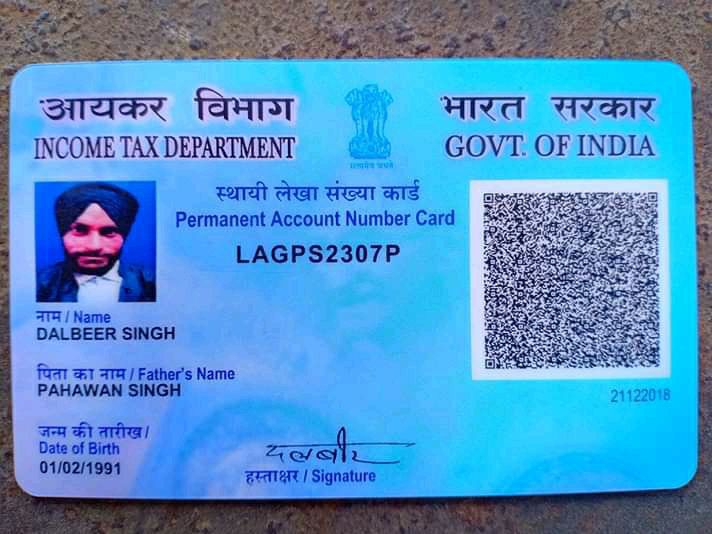 आयकर विभाग
INCOME TAX DEPARTMENT
सत्यमेव जयते
भारत सरकार
GOVT. OF INDIA
स्थायी लेखा संख्या कार्ड
Permanent Account Number Card
LAGPS2307P
नाम / Name
DALBEER SINGH
पिता का नाम / Father's Name
PAHAWAN SINGH
21122018
जन्म की तारीख /
Date of Birth
01/02/1991
दलबीर
हस्ताक्षर / Signature